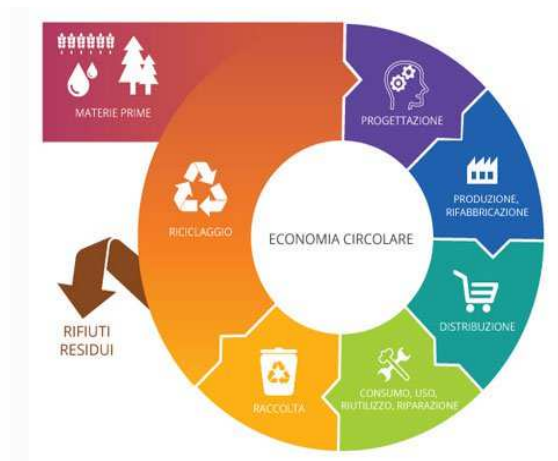 MATERIE PRIME
PROGETTAZIONE
PRODUZIONE,
RIFABBRICAZIONE
DISTRIBUZIONE
CONSUMO, USO,
RIUTILIZZO, RIPARAZIONE
RACCOLTA
RICICLAGGIO
RIFIUTI
RESIDUI
ECONOMIA CIRCOLARE